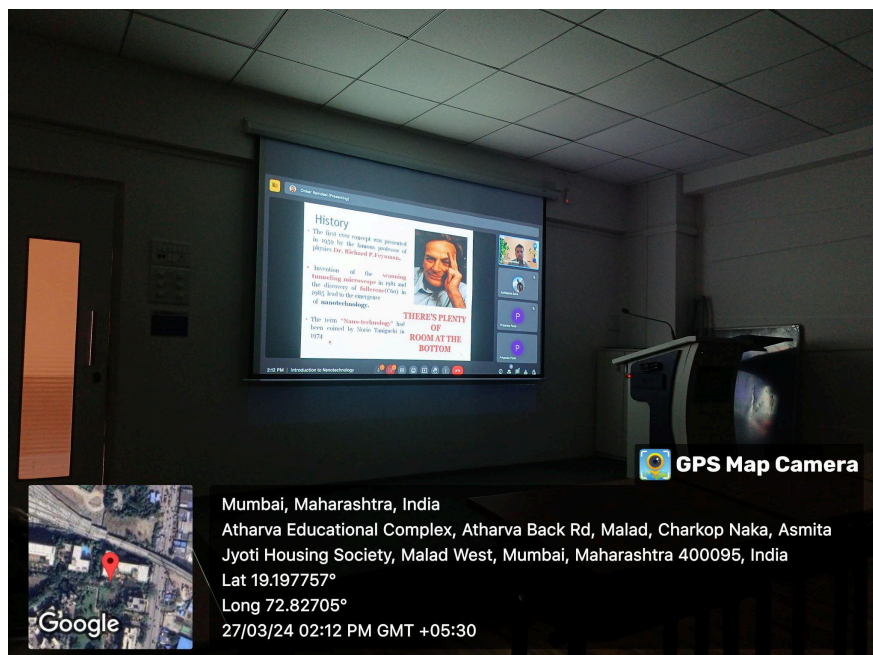 (Presenting)
History
• The first ever concept was presented
in 1959 by the famous professor of
physics Dr. Richard P.Feynman.
• Invention of the scanning
tunneling microscope in 1981 and
the discovery of fullerene(C60) in
1985 lead to the emergence
of nanotechnology.
• The term "Nano-technology" had
been coined by Norio Taniguchi in
1974
THERE'S PLENTY
OF
ROOM AT THE
BOTTOM
P
P
2:12 PM | Introduction to Nanotechnology
GPS Map Camera
Mumbai, Maharashtra, India
Atharva Educational Complex, Atharva Back Rd, Malad, Charkop Naka, Asmita
Jyoti Housing Society, Malad West, Mumbai, Maharashtra 400095, India
Lat 19.197757°
Long 72.82705°
27/03/24 02:12 PM GMT +05:30
Google